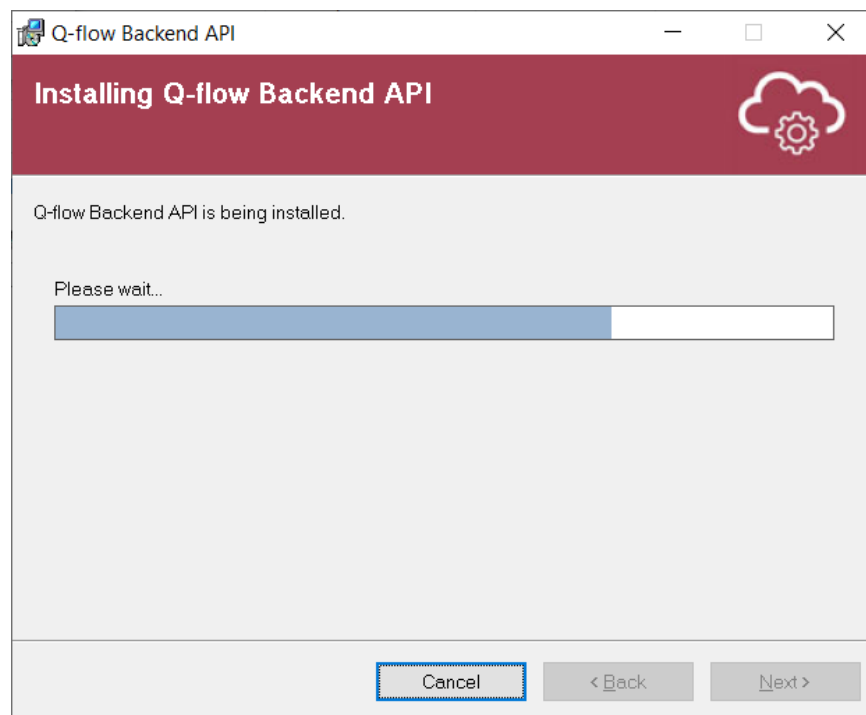 Q-flow Backend API
Installing Q-flow Backend API
Q-flow Backend API is being installed.
Please wait...
Cancel
< Back
Next >